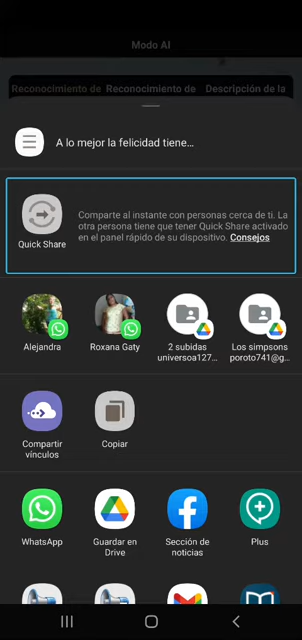 Modo AI
Reconocimiento de Reconocimiento de Descripción de la
A lo mejor la felicidad tiene...
Quick Share
Comparte al instante con personas cerca de ti. La
otra persona tiene que tener Quick Share activado
en el panel rápido de su dispositivo. Consejos
Alejandra
Roxana Gaty
2 subidas
universoa127...
Los simpsons
poroto741@g...
Compartir
vínculos
Copiar
WhatsApp
Guardar en
Drive
Sección de
noticias
Plus